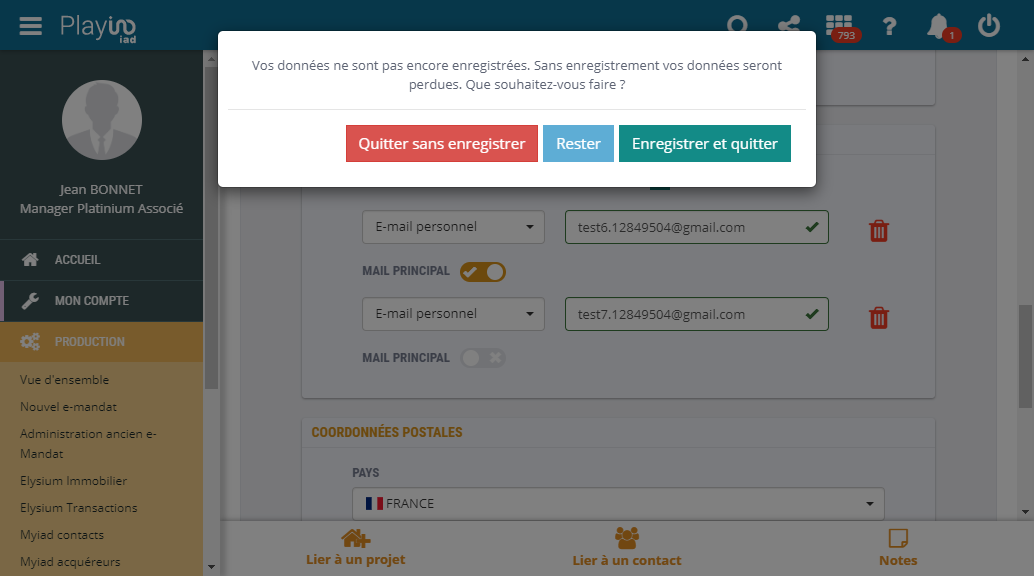 Playiad
iad
793
?
1
Vos données ne sont pas encore enregistrées. Sans enregistrement vos données seront
perdues. Que souhaitez-vous faire ?
Quitter sans enregistrer
Rester
Enregistrer et quitter
Jean BONNET
Manager Platinium Associé
ACCUEIL
MON COMPTE
PRODUCTION
Vue d'ensemble
Nouvel e-mandat
Administration ancien e-
Mandat
Elysium Immobilier
Elysium Transactions
Myiad contacts
Myiad acquéreurs
E-mail personnel
test6.12849504@gmail.com
MAIL PRINCIPAL
E-mail personnel
test7.12849504@gmail.com
MAIL PRINCIPAL
COORDONNÉES POSTALES
PAYS
FRANCE
Lier à un projet
Lier à un contact
Notes